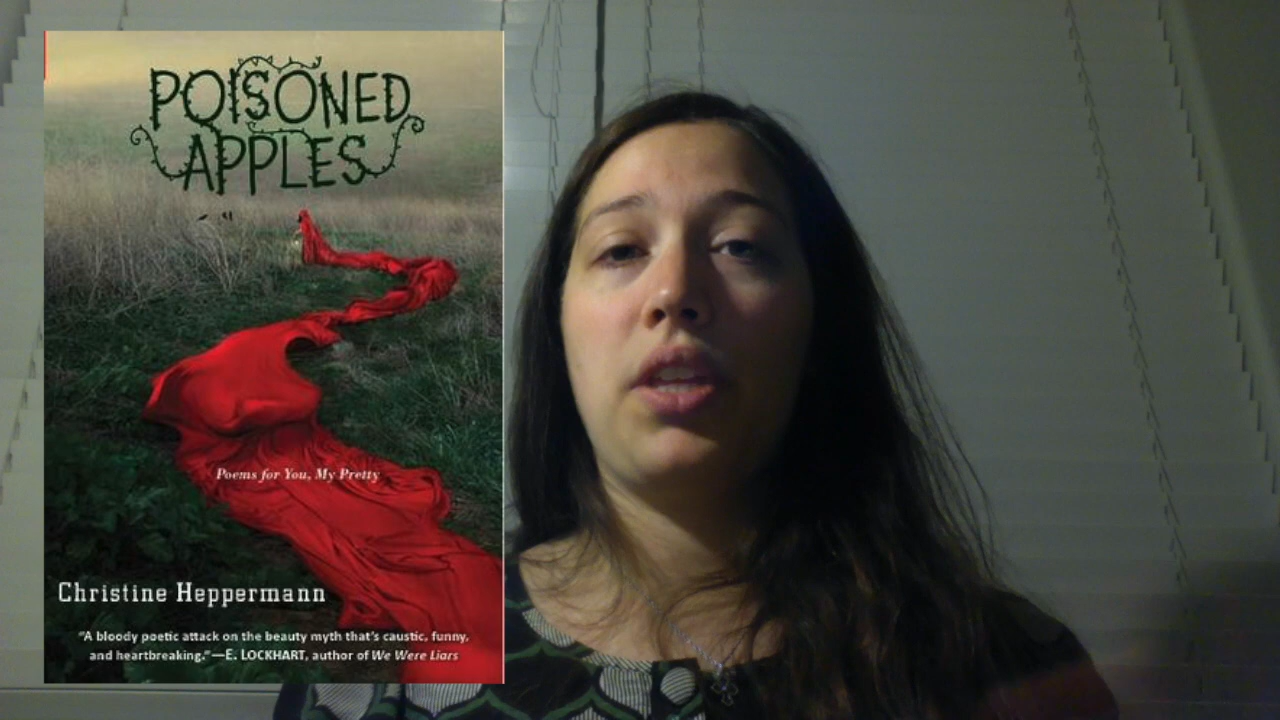 POISONED
APPLES
Poems for You, My Pretty
Christine Heppermann
"A bloody poetic attack on the beauty myth that's caustic, funny,
and heartbreaking."—E. LOCKHART, author of We Were Liars